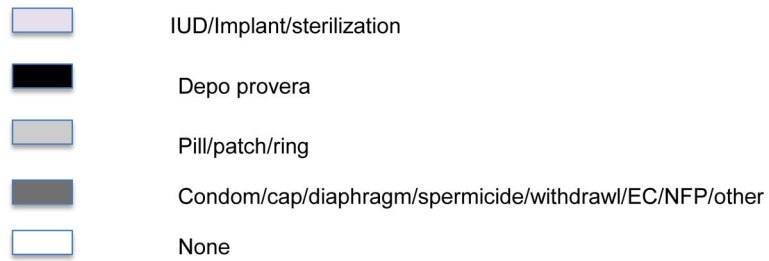 IUD/Implant/sterilization
Depo provera
Pill/patch/ring
Condom/cap/diaphragm/spermicide/withdrawl/EC/NFP/other
None